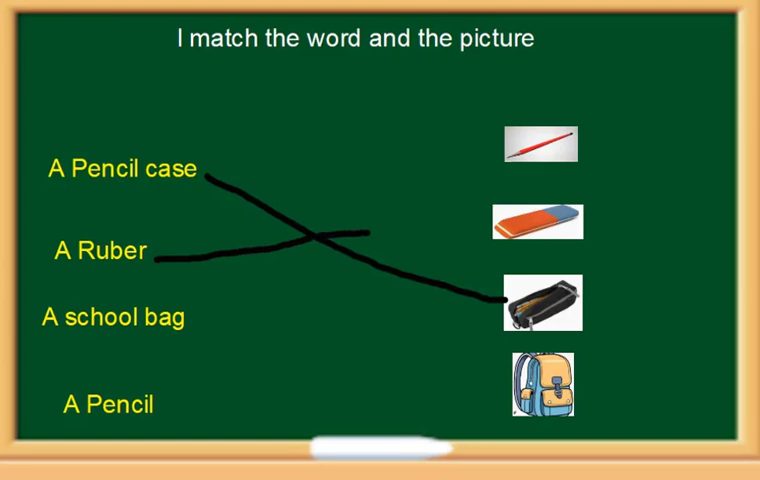 I match the word and the picture
A Pencil case
A Ruber
A school bag
A Pencil